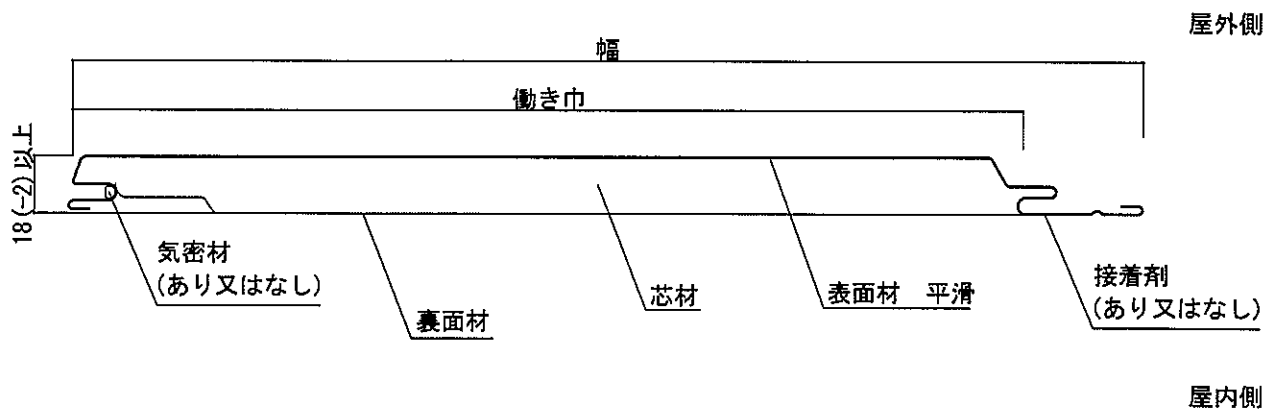 屋外側
幅
働き巾
18(-2)以上
気密材
(あり又はなし)
裏面材
芯材
表面材 平滑
接着剤
(あり又はなし)
屋内側